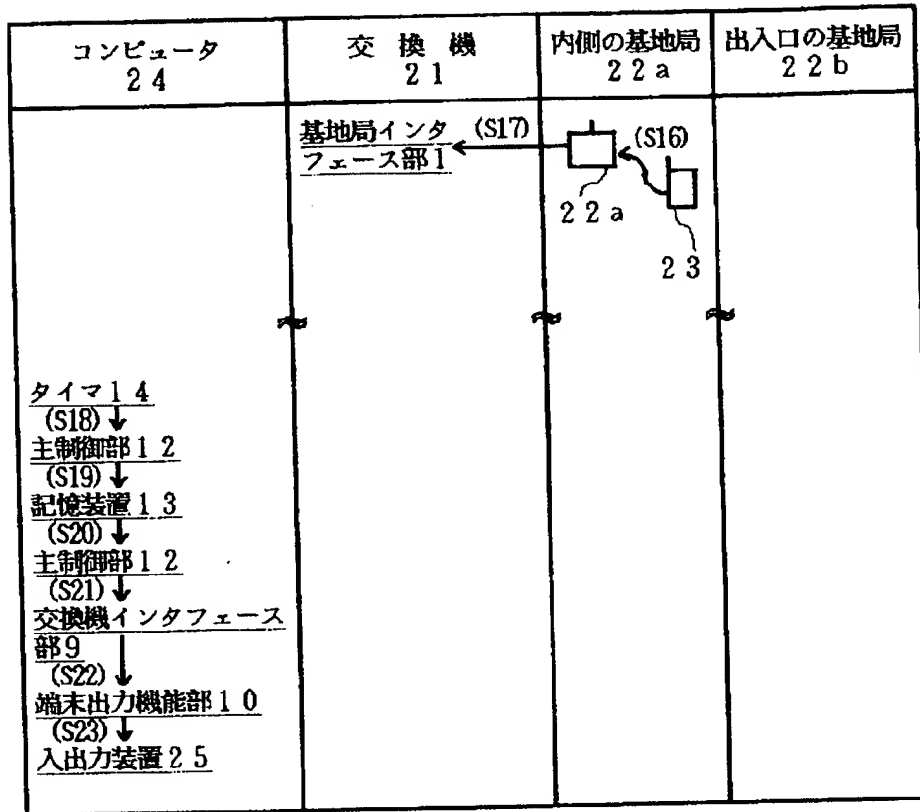 コンピュータ
２４
交 換 機
２１
内側の基地局
２２ａ
出入口の基地局
２２ｂ
基地局インタ
フェース部１
(S17)
(S16)
２２ａ
２３
タイマ１４
(S18)
主制御部１２
(S19)
記憶装置１３
(S20)
主制御部１２
(S21)
交換機インタフェース
部９
(S22)
端末出力機能部１０
(S23)
入出力装置２５